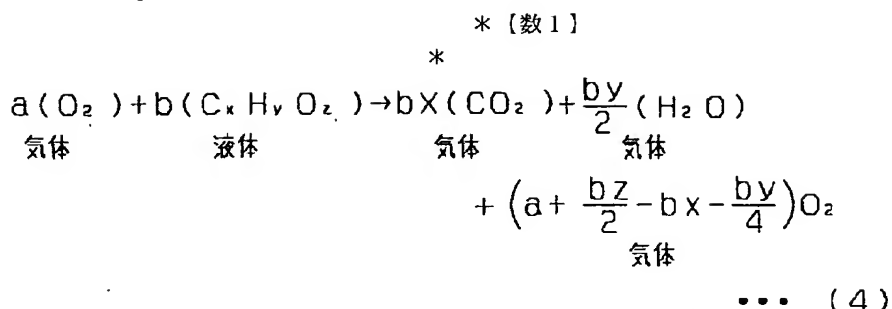 *【数1】
*
a(O₂)+b(CₓHᵧO₂)→bX(CO₂)+by/2(H₂O)
気体 液体 気体 気体
+(a+bz/2-bx-by/4)O₂
気体
••• (4)